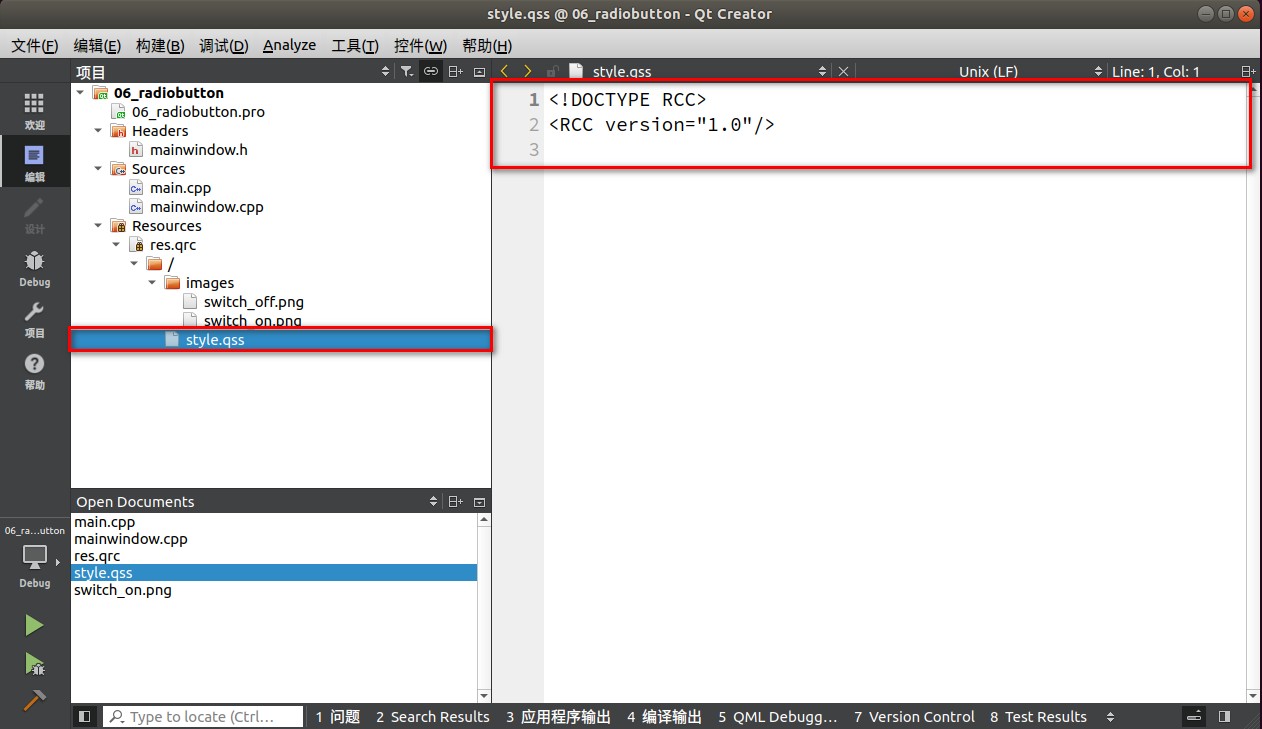 style.qss @ 06_radiobutton - Qt Creator
文件(F) 编辑(E) 构建(B) 调试(D) Analyze 工具(T) 控件(W) 帮助(H)
项目
style.qss Unix (LF) Line: 1, Col: 1
欢迎
编辑
设计
Debug
项目
帮助
06_radiobutton
06_radiobutton.pro
Headers
mainwindow.h
Sources
main.cpp
mainwindow.cpp
Resources
res.qrc
/
images
switch_off.png
switch_on.png
style.qss
1 <!DOCTYPE RCC>
2 <RCC version="1.0"/>
3
Open Documents
main.cpp
mainwindow.cpp
res.qrc
style.qss
switch_on.png
06_ra...utton
Debug
Type to locate (Ctrl... 1 问题 2 Search Results 3 应用程序输出 4 编译输出 5 QML Debugg... 7 Version Control 8 Test Results